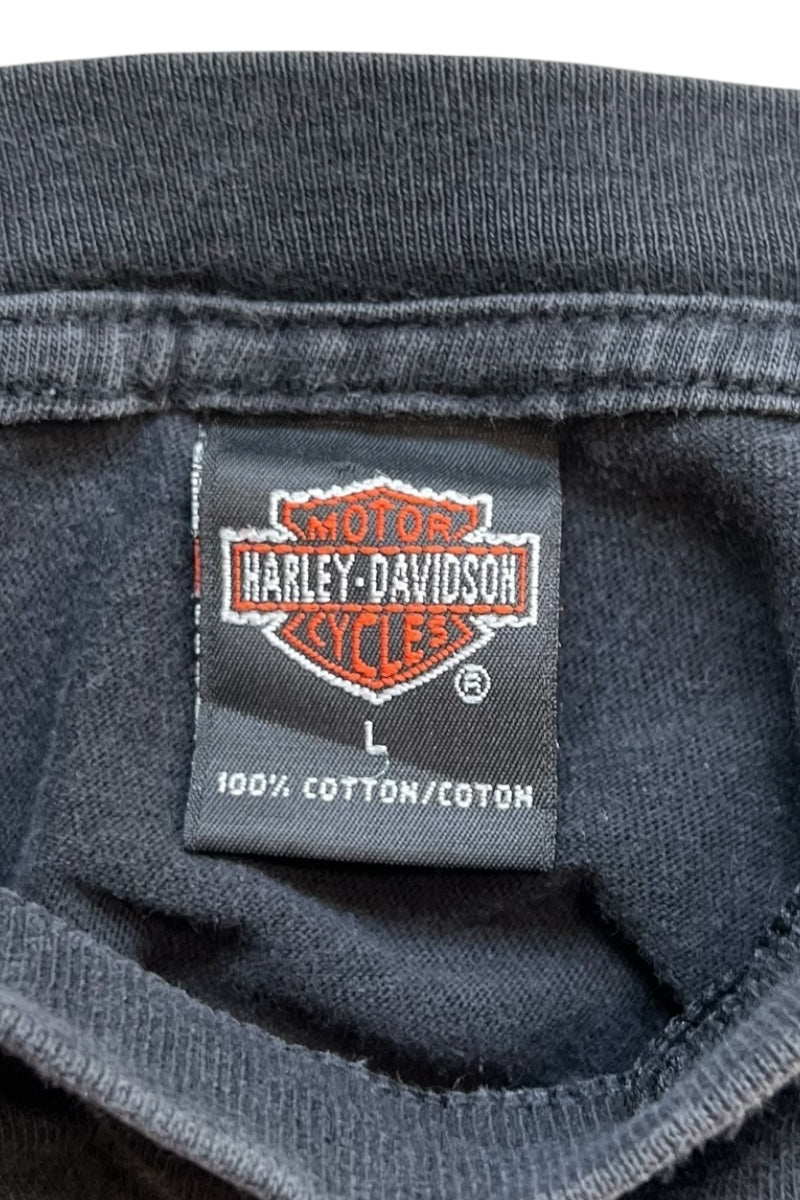 MOTOR
HARLEY-DAVIDSON
CYCLES
®
L
100% COTTON/COTON